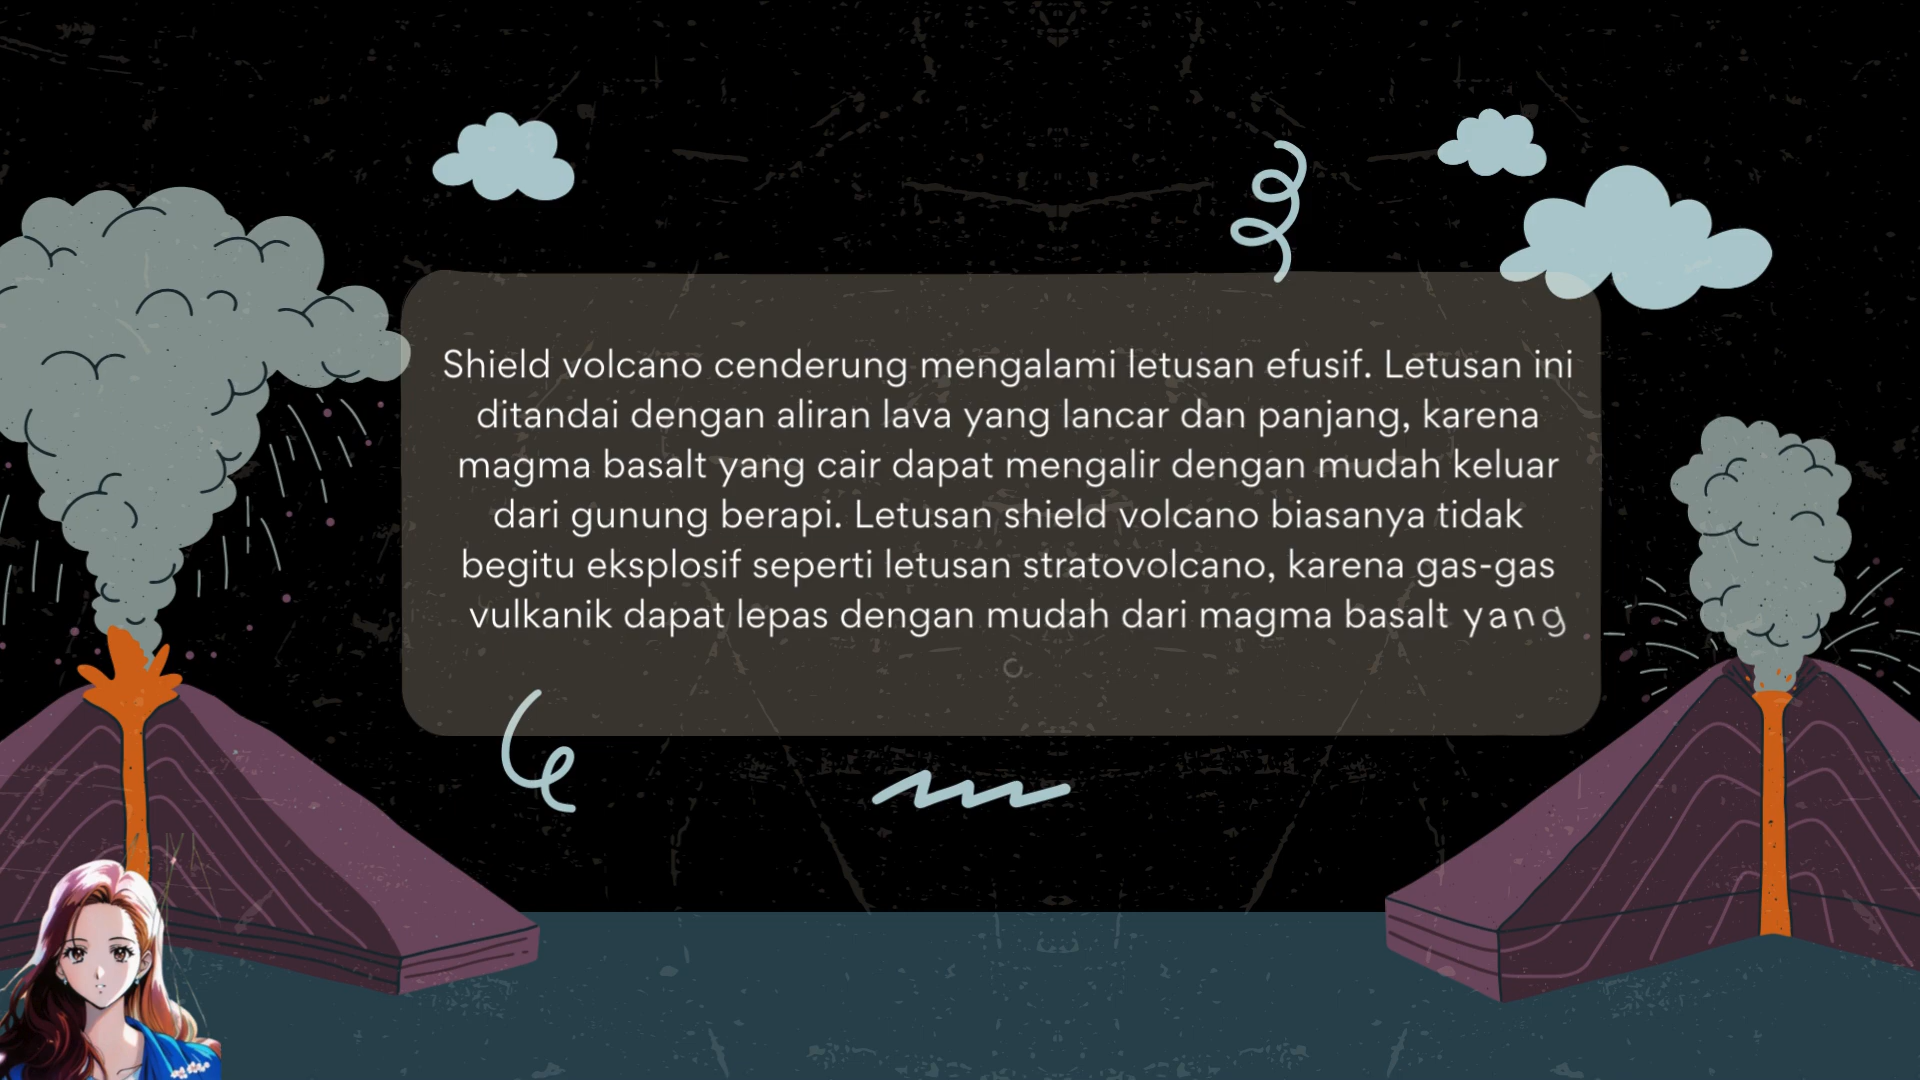 Shield volcano cenderung mengalami letusan efusif. Letusan ini
ditandai dengan aliran lava yang lancar dan panjang, karena
magma basalt yang cair dapat mengalir dengan mudah keluar
dari gunung berapi. Letusan shield volcano biasanya tidak
begitu eksplosif seperti letusan stratovolcano, karena gas-gas
vulkanik dapat lepas dengan mudah dari magma basalt yang